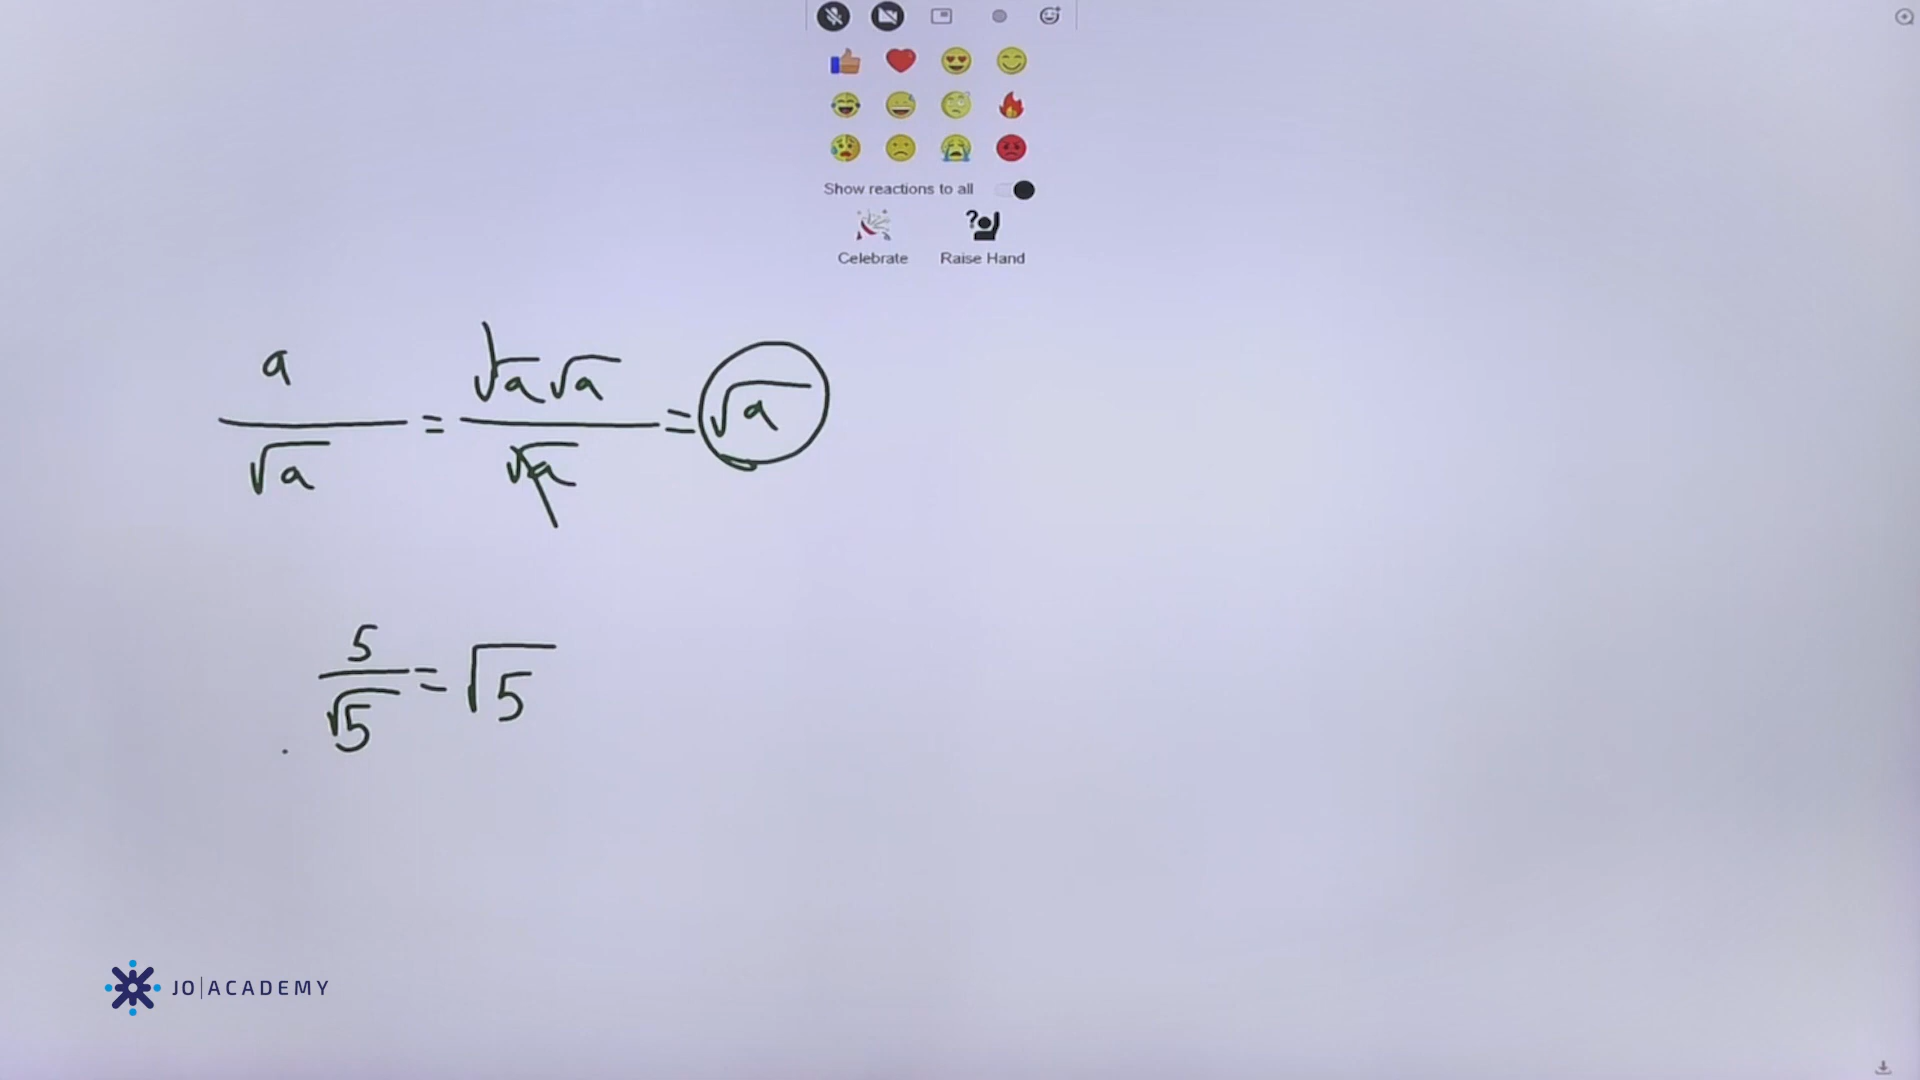 Show reactions to all
Celebrate Raise Hand
a/√a = √a√a/√a = √a
5/√5 = √5
JO|ACADEMY